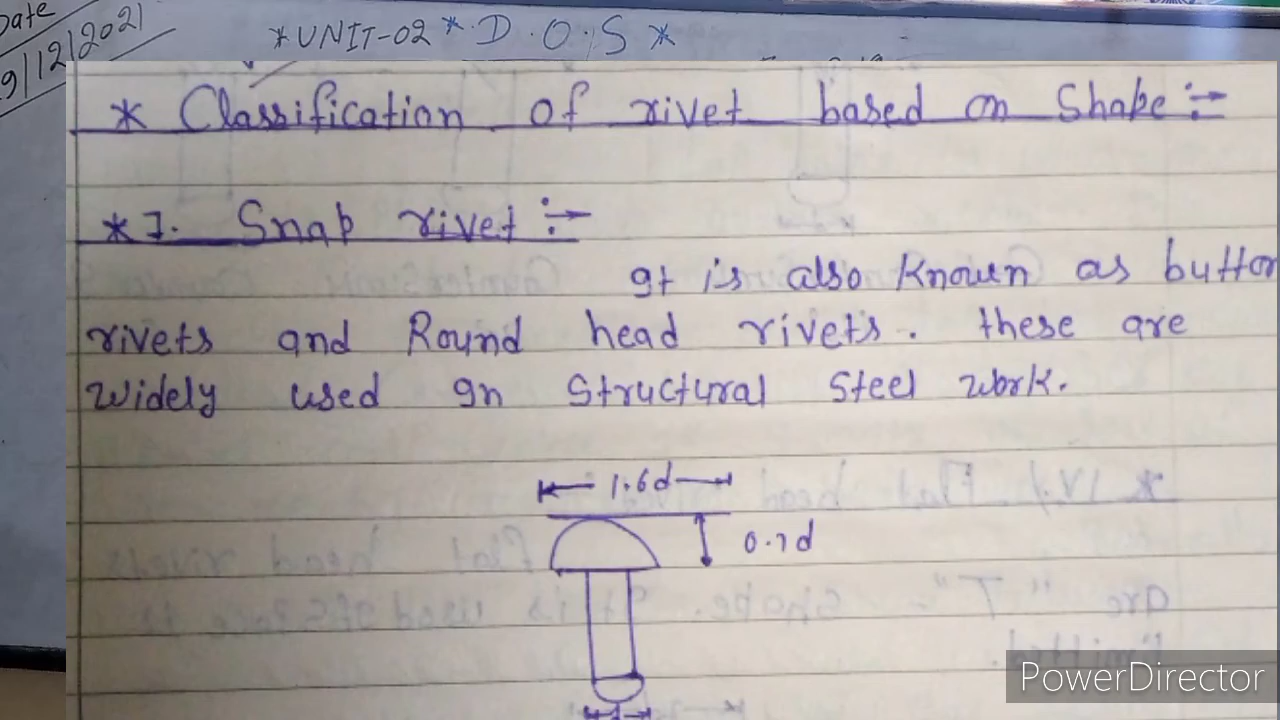 Date
9/12/2021
*UNIT-02 * D.O.S *
* Classification of rivet based on Shape :→
*I. Snap rivet :→
It is also Known as button
rivets and Round head rivets. these are
widely used In Structural Steel work.
1.6d
0.7d
PowerDirector